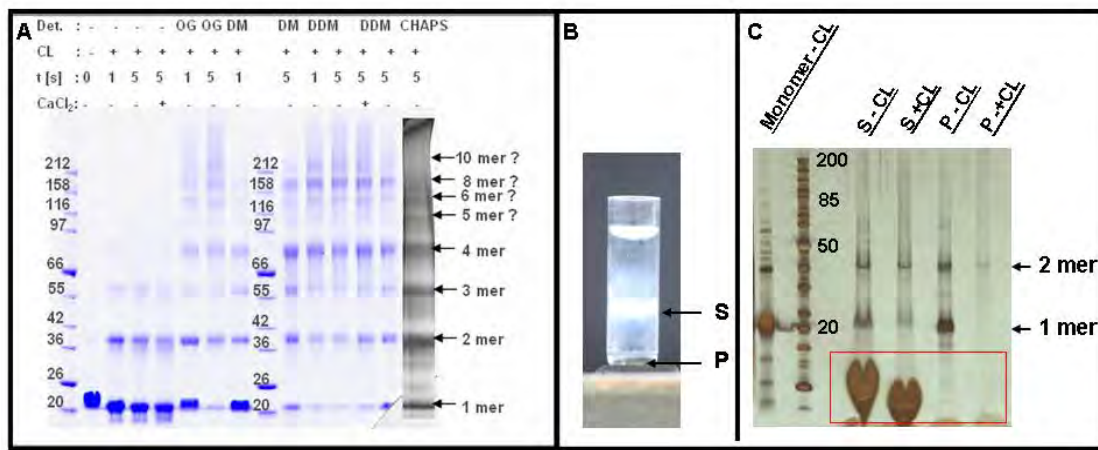 A
Det. : - - - - OG OG DM DM DDM DDM CHAPS
CL : - + + + + + + + + + + + +
t [s] : 0 1 5 5 1 5 1 5 1 5 5 5 5
CaCl2: - - - + - - - - - - + - -
212
158
116
97
66
55
42
36
26
20
212
158
116
97
66
55
42
36
26
20
10 mer ?
8 mer ?
6 mer ?
5 mer ?
4 mer
3 mer
2 mer
1 mer
B
S
P
C
Monomer - CL
S - CL
S +CL
P - CL
P -+CL
200
85
50
20
2 mer
1 mer